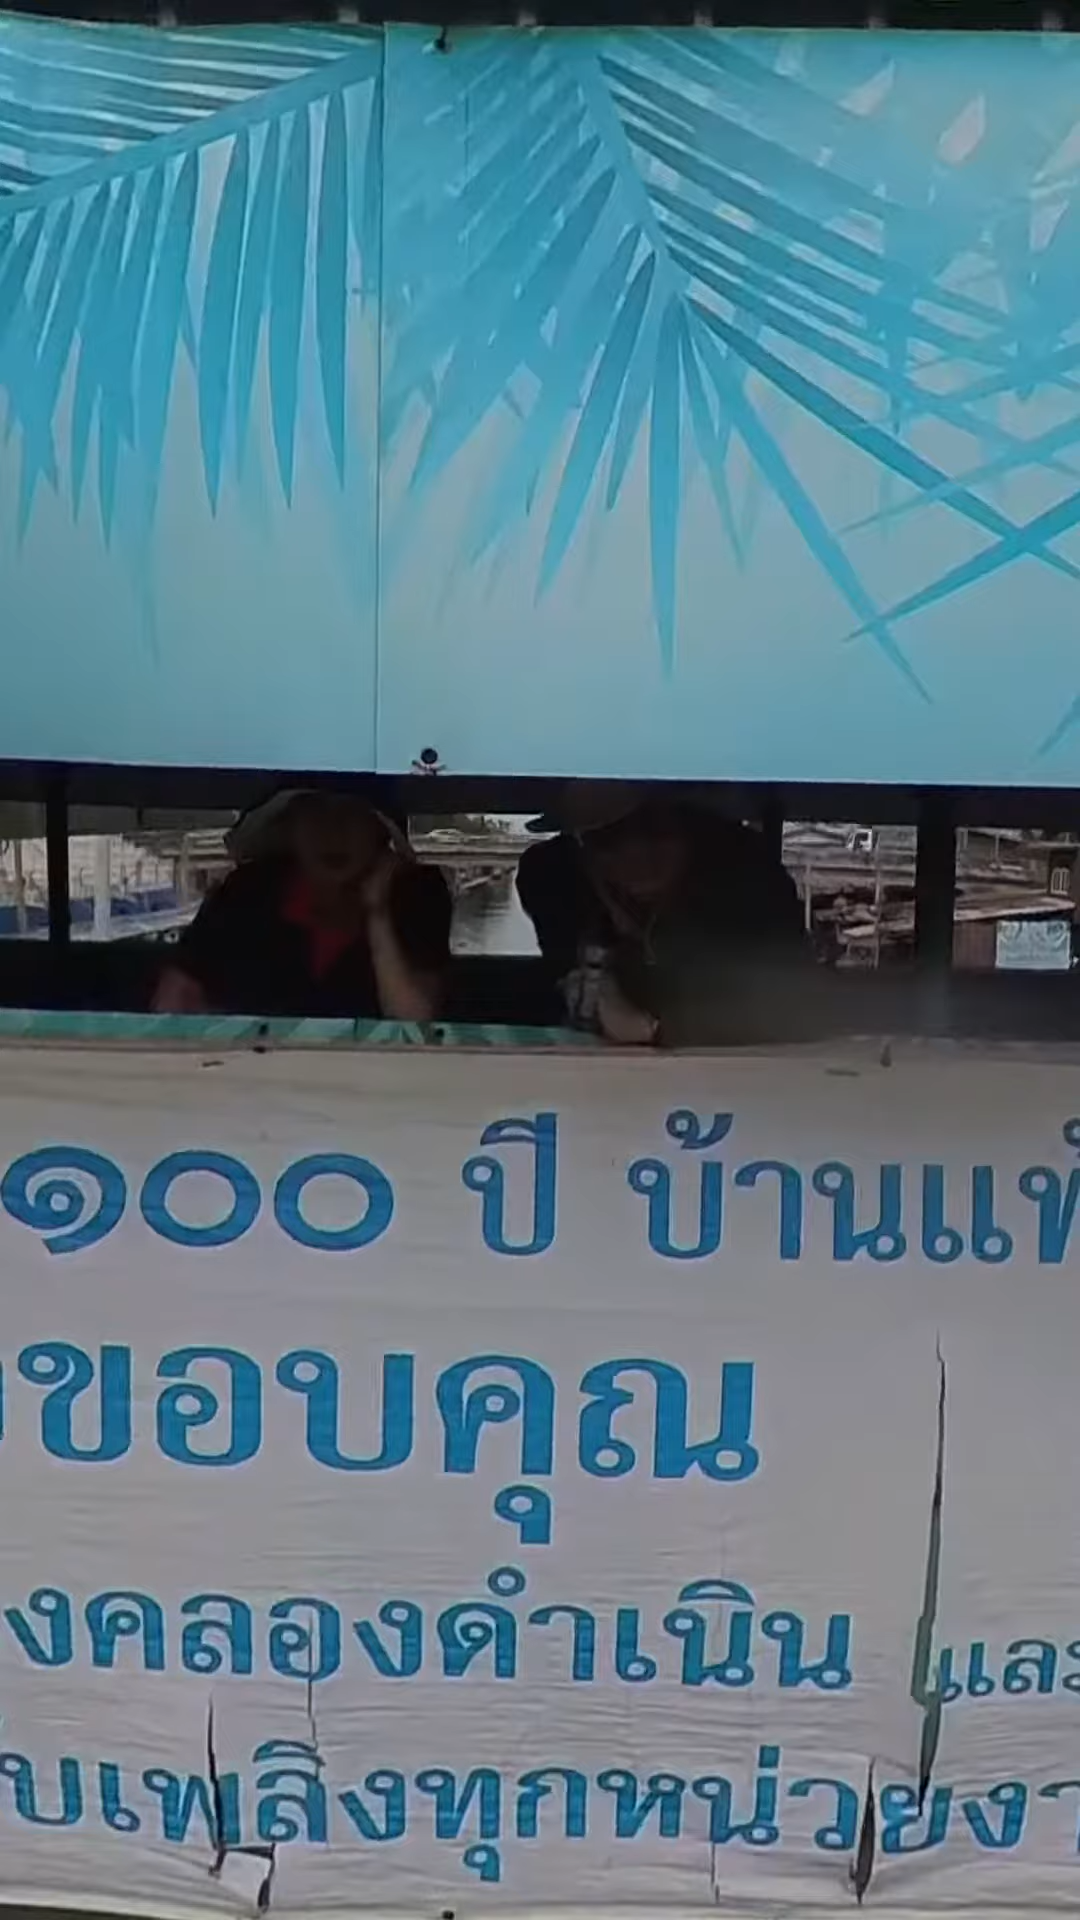 ๑๐๐ ปี บ้านแพ้
ขอบคุณ
งคลองดำเนิน และ
บเพลิงทุกหน่วยงา